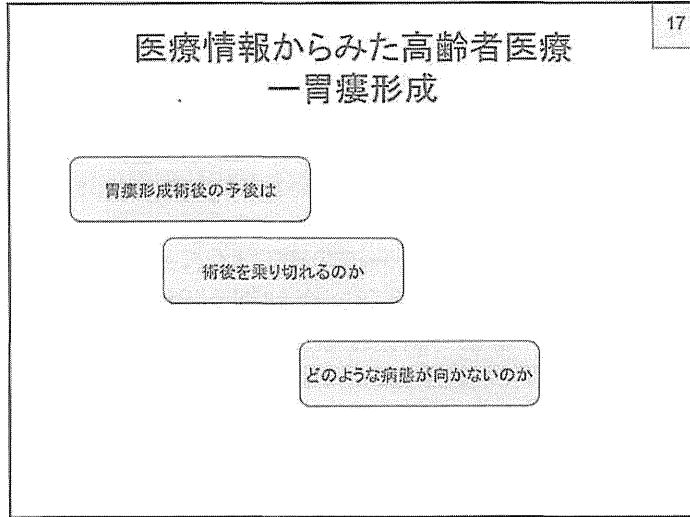 17
医療情報からみた高齢者医療
ー胃瘻形成
胃瘻形成術後の予後は
術後を乗り切れるのか
どのような病態が向かないのか